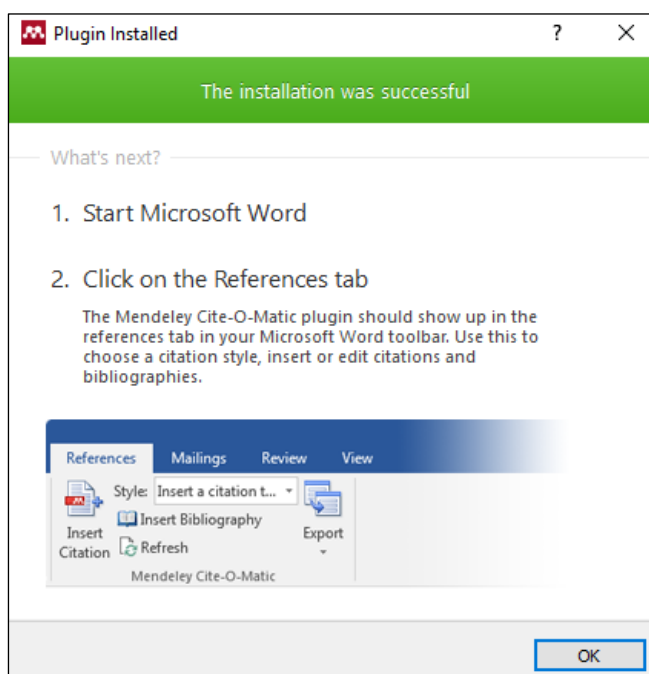 Plugin Installed
The installation was successful
What's next?
1. Start Microsoft Word
2. Click on the References tab
The Mendeley Cite-O-Matic plugin should show up in the
references tab in your Microsoft Word toolbar. Use this to
choose a citation style, insert or edit citations and
bibliographies.
References Mailings Review View
Style: Insert a citation t...
Insert Bibliography
Insert Citation
Refresh
Export
Mendeley Cite-O-Matic
OK